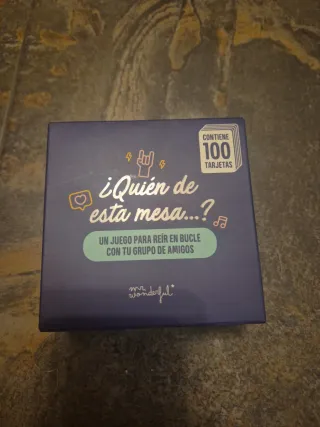 CONTIENE
100
TARJETAS
¿Quién de
esta mesa...?
UN JUEGO PARA REÍR EN BUCLE
CON TU GRUPO DE AMIGOS
mr.
wonderful*